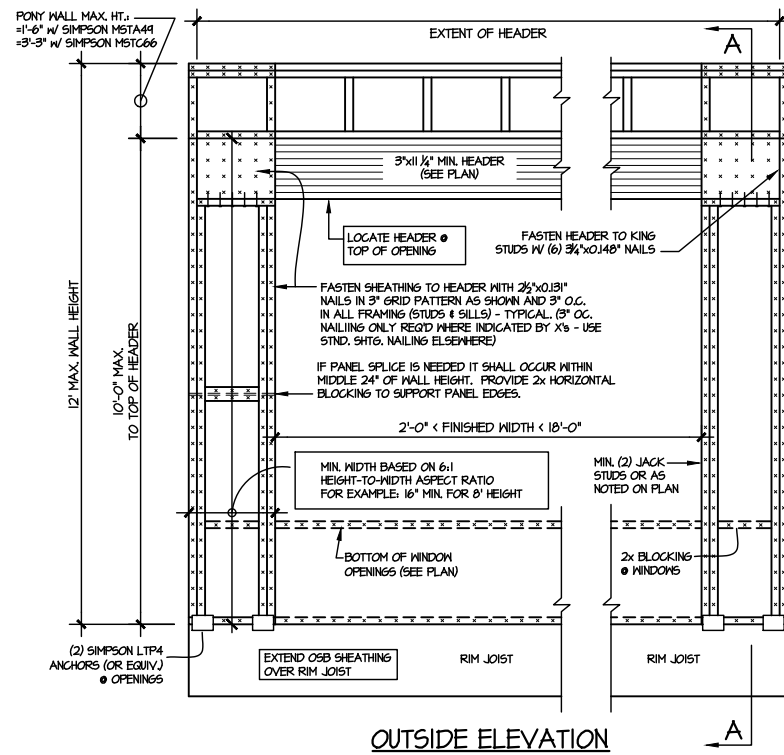 PONY WALL MAX. HT.:
=1'-6" W/ SIMPSON MSTA49
=3'-3" W/ SIMPSON MSTC66
EXTENT OF HEADER
A
3"x11 1/4" MIN. HEADER
(SEE PLAN)
LOCATE HEADER @
TOP OF OPENING
FASTEN HEADER TO KING
STUDS W/ (6) 3/4"x0.148" NAILS
FASTEN SHEATHING TO HEADER WITH 2½"x0.131"
NAILS IN 3" GRID PATTERN AS SHOWN AND 3" O.C.
IN ALL FRAMING (STUDS & SILLS) - TYPICAL. (3" OC.
NAILIING ONLY REQ'D WHERE INDICATED BY X's - USE
STND. SHTG. NAILING ELSEWHERE)
12' MAX. WALL HEIGHT
10'-0" MAX.
TO TOP OF HEADER
IF PANEL SPLICE IS NEEDED IT SHALL OCCUR WITHIN
MIDDLE 24" OF WALL HEIGHT. PROVIDE 2x HORIZONTAL
BLOCKING TO SUPPORT PANEL EDGES.
2'-0" < FINISHED WIDTH < 18'-0"
MIN. WIDTH BASED ON 6:1
HEIGHT-TO-WIDTH ASPECT RATIO
FOR EXAMPLE: 16" MIN. FOR 8' HEIGHT
MIN. (2) JACK
STUDS OR AS
NOTED ON PLAN
BOTTOM OF WINDOW
OPENINGS (SEE PLAN)
2x BLOCKING
@ WINDOWS
(2) SIMPSON LTP4
ANCHORS (OR EQUIV.)
@ OPENINGS
EXTEND OSB SHEATHING
OVER RIM JOIST
RIM JOIST
RIM JOIST
OUTSIDE ELEVATION
A